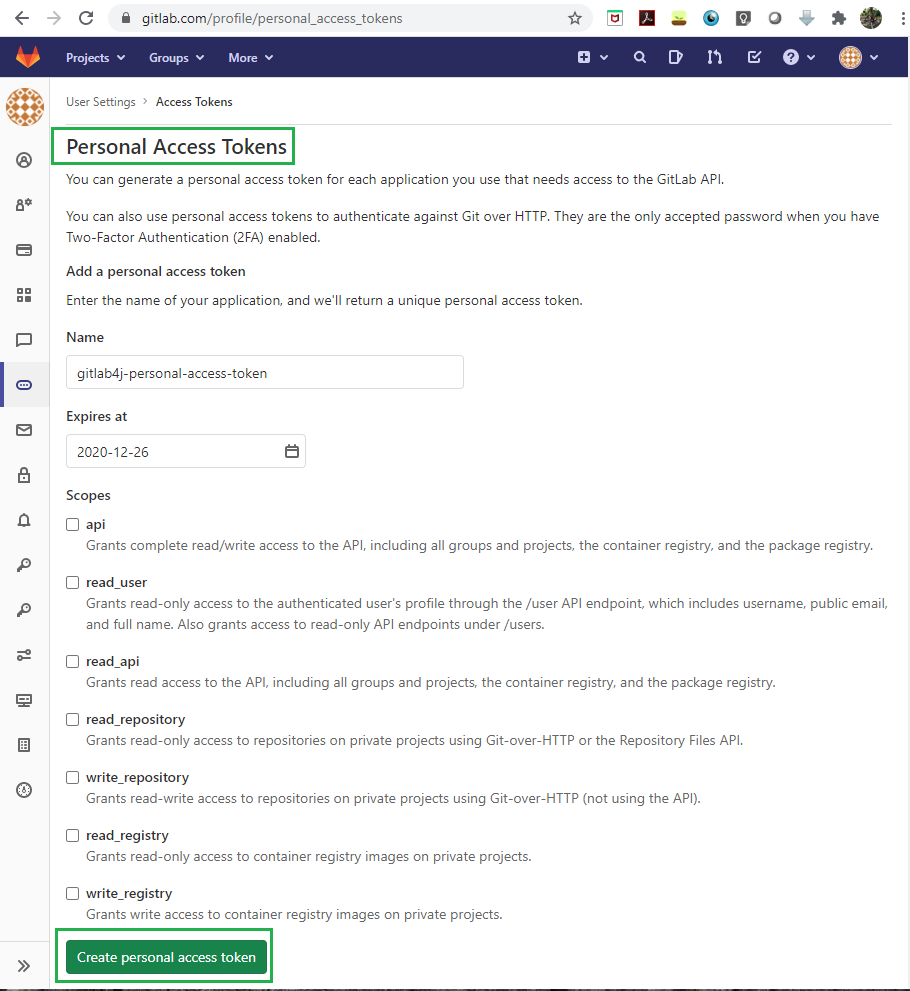 gitlab.com/profile/personal_access_tokens
Projects Groups More
User Settings > Access Tokens
Personal Access Tokens
You can generate a personal access token for each application you use that needs access to the GitLab API.
You can also use personal access tokens to authenticate against Git over HTTP. They are the only accepted password when you have
Two-Factor Authentication (2FA) enabled.
Add a personal access token
Enter the name of your application, and we'll return a unique personal access token.
Name
gitlab4j-personal-access-token
Expires at
2020-12-26
Scopes
api
Grants complete read/write access to the API, including all groups and projects, the container registry, and the package registry.
read_user
Grants read-only access to the authenticated user's profile through the /user API endpoint, which includes username, public email,
and full name. Also grants access to read-only API endpoints under /users.
read_api
Grants read access to the API, including all groups and projects, the container registry, and the package registry.
read_repository
Grants read-only access to repositories on private projects using Git-over-HTTP or the Repository Files API.
write_repository
Grants read-write access to repositories on private projects using Git-over-HTTP (not using the API).
read_registry
Grants read-only access to container registry images on private projects.
write_registry
Grants write access to container registry images on private projects.
Create personal access token